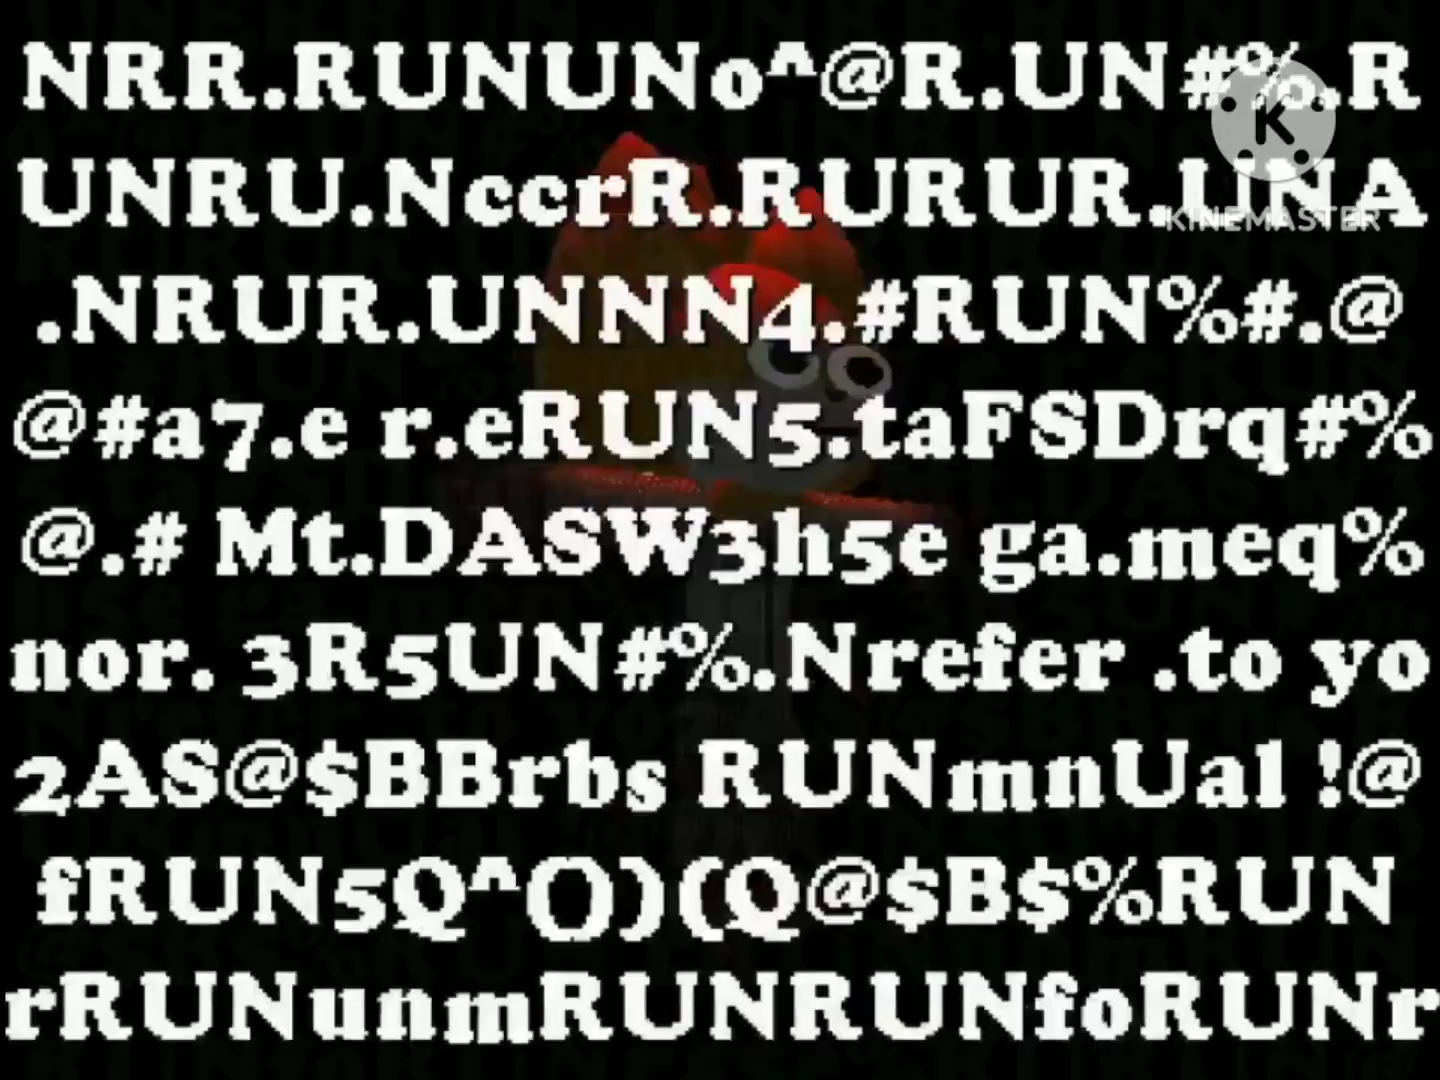 NRR.RUNUNo^@R.UN#%.R
UNRU.NccrR.RURUR.UNA
.NRUR.UNNN4.#RUN%#.@
@#a7.e r.eRUN5.taFSDrq#%
@.# Mt.DASW3h5e ga.meq%
nor. 3R5UN#%.Nrefer .to yo
2AS@$BBrbs RUNmnUal !@
fRUN5Q^O)(Q@$B$%RUN
rRUNunmRUNRUNfoRUNr
K
KINEMASTER